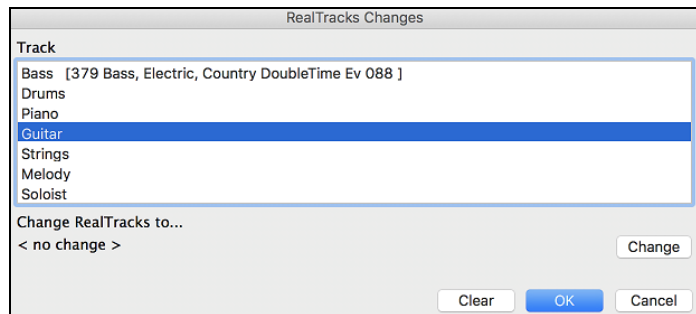 RealTracks Changes
Track
Bass [379 Bass, Electric, Country DoubleTime Ev 088 ]
Drums
Piano
Guitar
Strings
Melody
Soloist
Change RealTracks to...
< no change >
Change
Clear
OK
Cancel